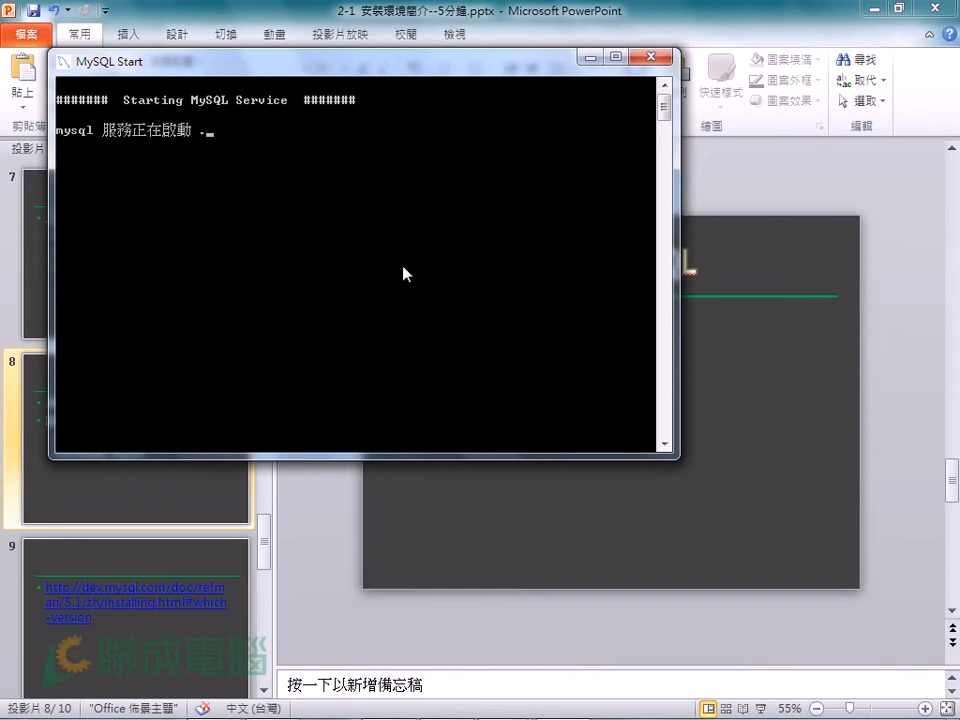 2-1 安裝環境簡介--5分鐘.pptx - Microsoft PowerPoint
檔案 常用 插入 設計 切換 動畫 投影片放映 校閱 檢視
MySQL Start
貼上
剪貼簿
快速樣式
圖案填滿
圖案外框
圖案效果
繪圖
尋找
取代
選取
編輯
####### Starting MySQL Service #######
mysql 服務正在啟動 .
投影片
7
8
9
L
http://dev.mysql.com/doc/refm
an/5.1/zh/installing.html#which
-version
聯成電腦
按一下以新增備忘稿
投影片 8/10 "Office 佈景主題" 中文 (台灣) 55%